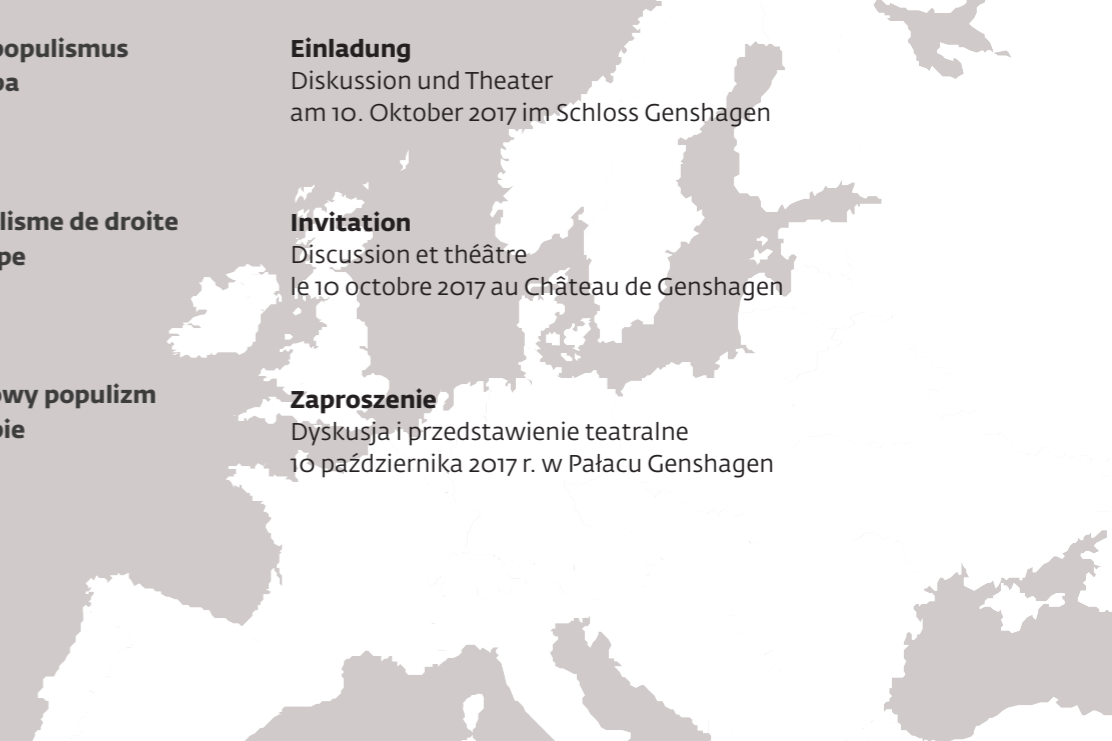 populismus
pa
lisme de droite
pe
owy populizm
pie
Einladung
Diskussion und Theater
am 10. Oktober 2017 im Schloss Genshagen
Invitation
Discussion et théâtre
le 10 octobre 2017 au Château de Genshagen
Zaproszenie
Dyskusja i przedstawienie teatralne
10 października 2017 r. w Pałacu Genshagen